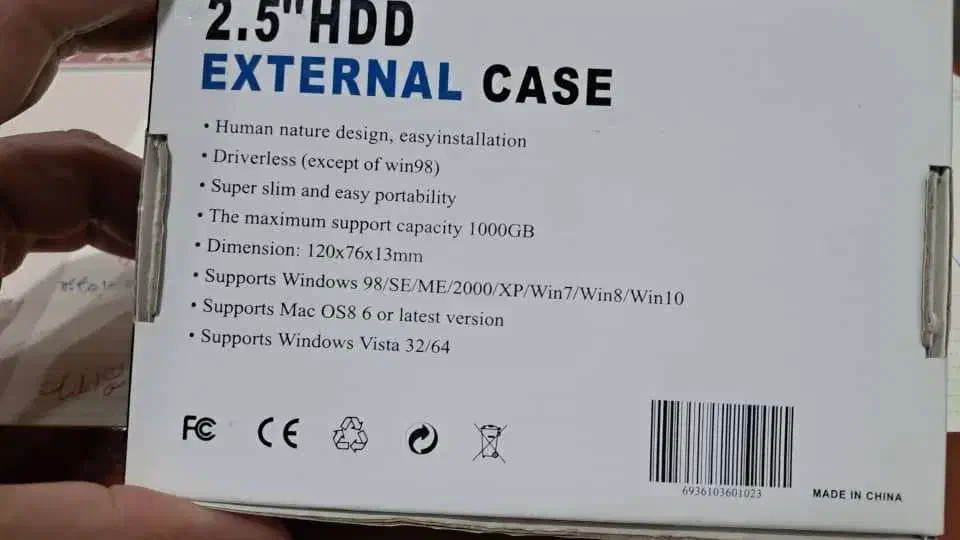 2.5"HDD
EXTERNAL CASE
• Human nature design, easyinstallation
• Driverless (except of win98)
• Super slim and easy portability
• The maximum support capacity 1000GB
• Dimension: 120x76x13mm
• Supports Windows 98/SE/ME/2000/XP/Win7/Win8/Win10
• Supports Mac OS8 6 or latest version
• Supports Windows Vista 32/64
FC CE
6936103601023
MADE IN CHINA